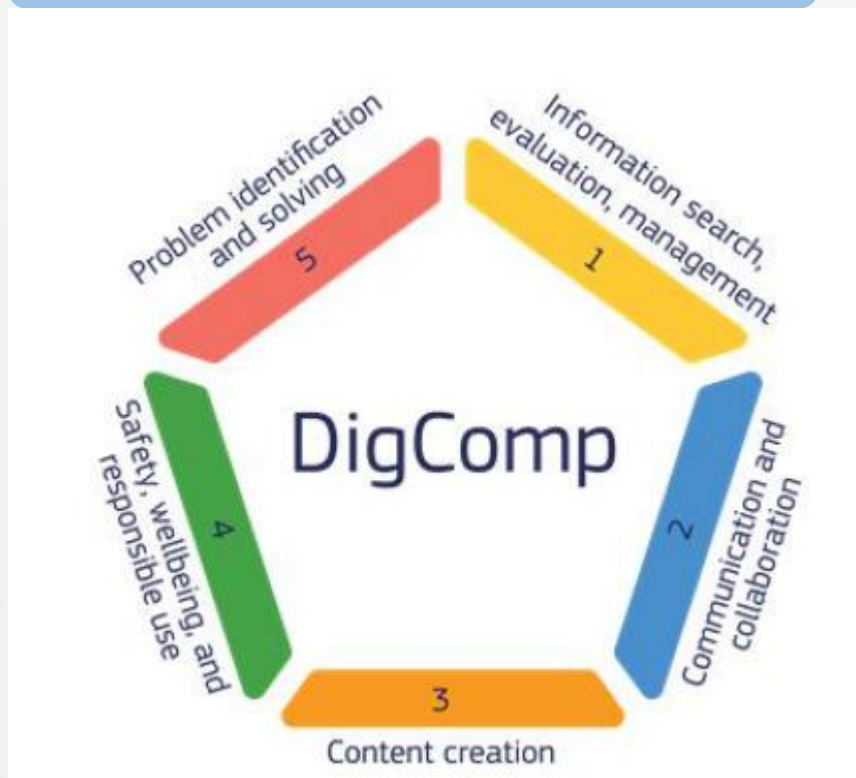 Information search,
evaluation, management
1
Communication and
collaboration
2
3
Content creation
Safety, wellbeing, and
responsible use
4
Problem identification
and solving
5
DigComp